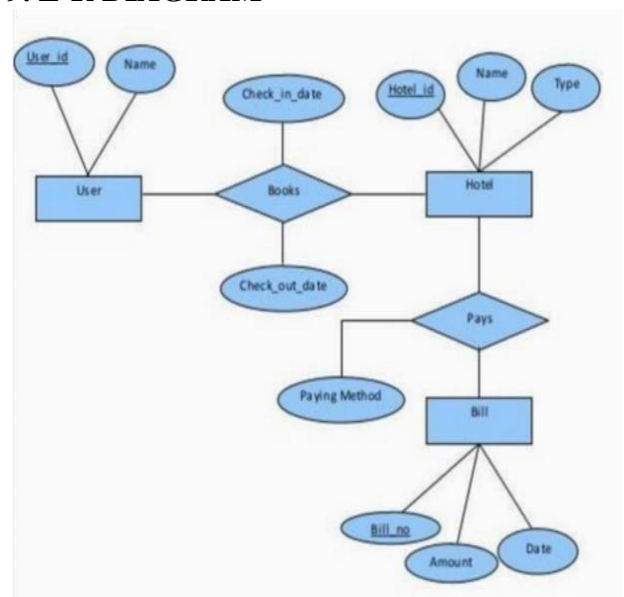 User_id
Name
Check_in_date
Hotel_id
Name
Type
User
Books
Hotel
Check_out_date
Pays
Paying Method
Bill
Bill_no
Amount
Date